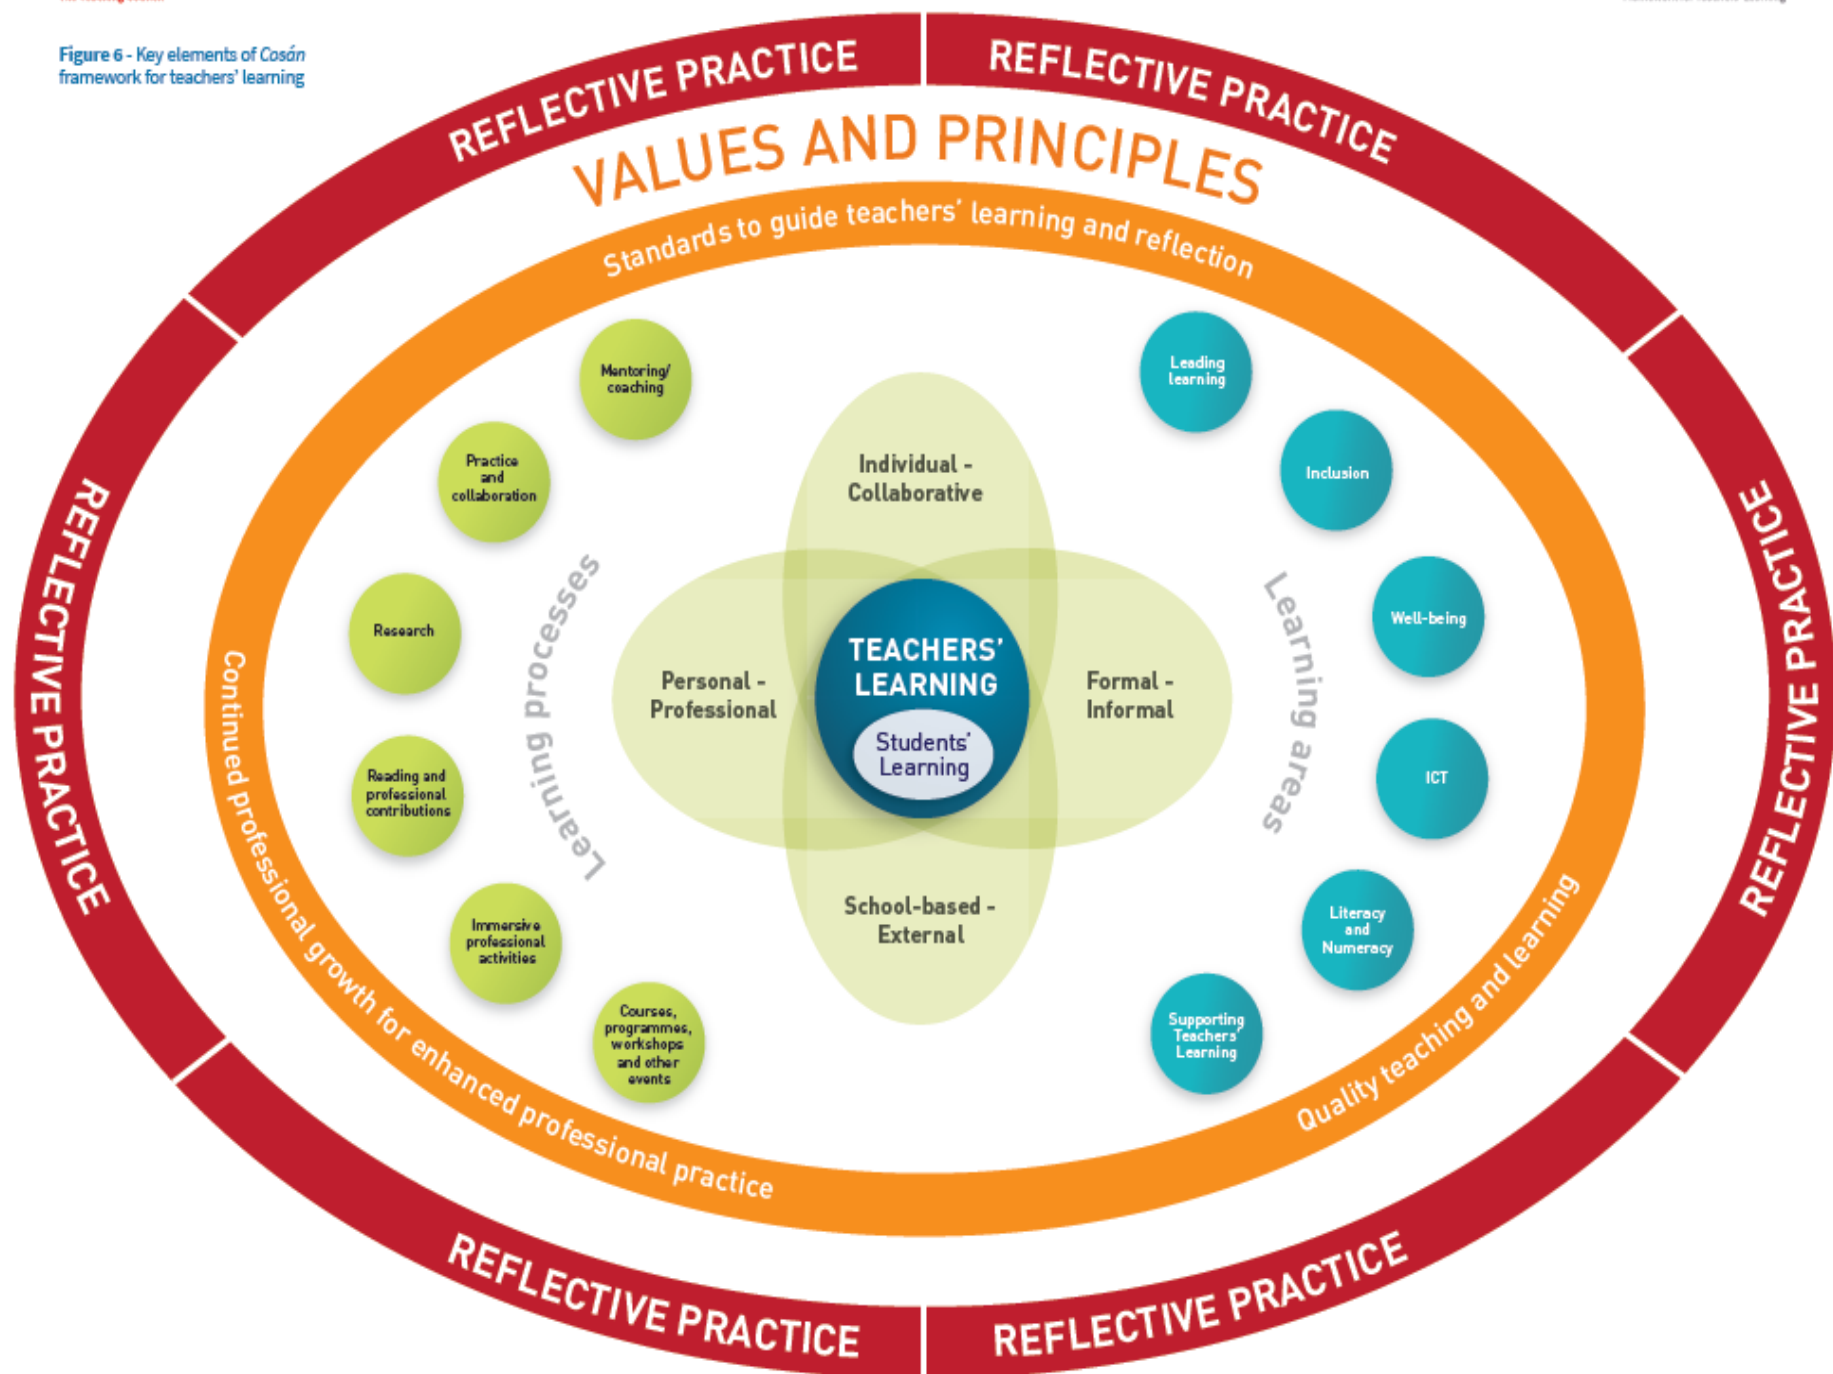 Figure 6 - Key elements of Cosán
framework for teachers' learning
REFLECTIVE PRACTICE
REFLECTIVE PRACTICE
VALUES AND PRINCIPLES
Standards to guide teachers' learning and reflection
Mentoring/
coaching
Practice
and
collaboration
Research
Reading and
professional
contributions
Immersive
professional
activities
Courses,
programmes,
workshops
and other
events
Learning processes
Individual -
Collaborative
Personal -
Professional
TEACHERS'
LEARNING
Students'
Learning
Formal -
Informal
School-based -
External
Learning areas
Leading
learning
Inclusion
Well-being
ICT
Literacy
and
Numeracy
Supporting
Teachers'
Learning
Continued professional growth for enhanced professional practice
Quality teaching and learning
REFLECTIVE PRACTICE
REFLECTIVE PRACTICE
REFLECTIVE PRACTICE
REFLECTIVE PRACTICE